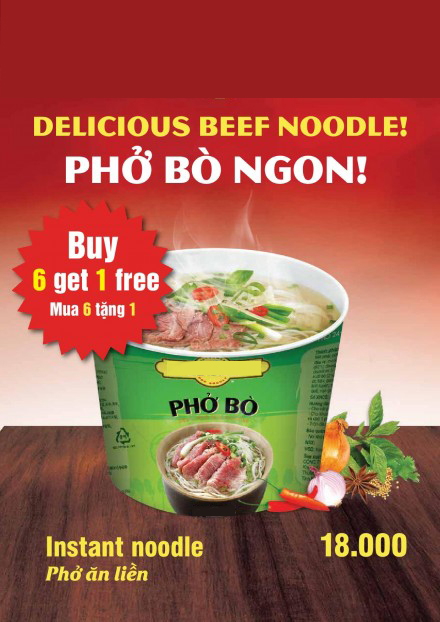 DELICIOUS BEEF NOODLE!
PHỞ BÒ NGON!
Buy
6 get 1 free
Mua 6 tặng 1
PHỞ BÒ
Instant noodle
18.000
Phở ăn liền